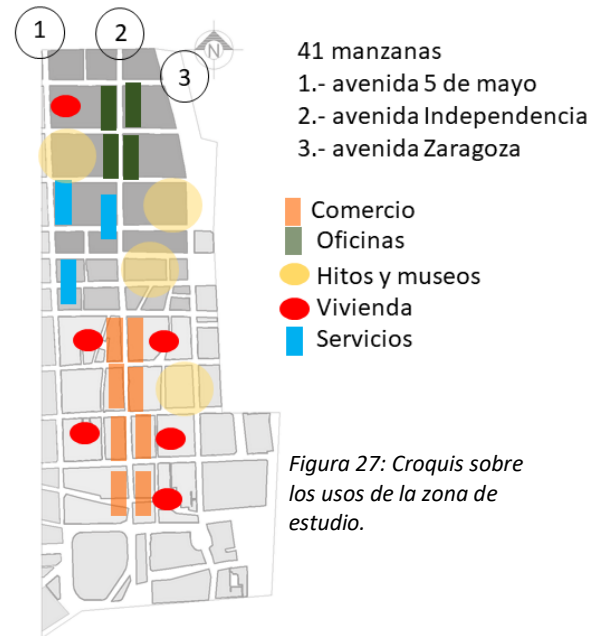 1
2
3
N
41 manzanas
1.- avenida 5 de mayo
2.- avenida Independencia
3.- avenida Zaragoza
Comercio
Oficinas
Hitos y museos
Vivienda
Servicios
Figura 27: Croquis sobre
los usos de la zona de
estudio.